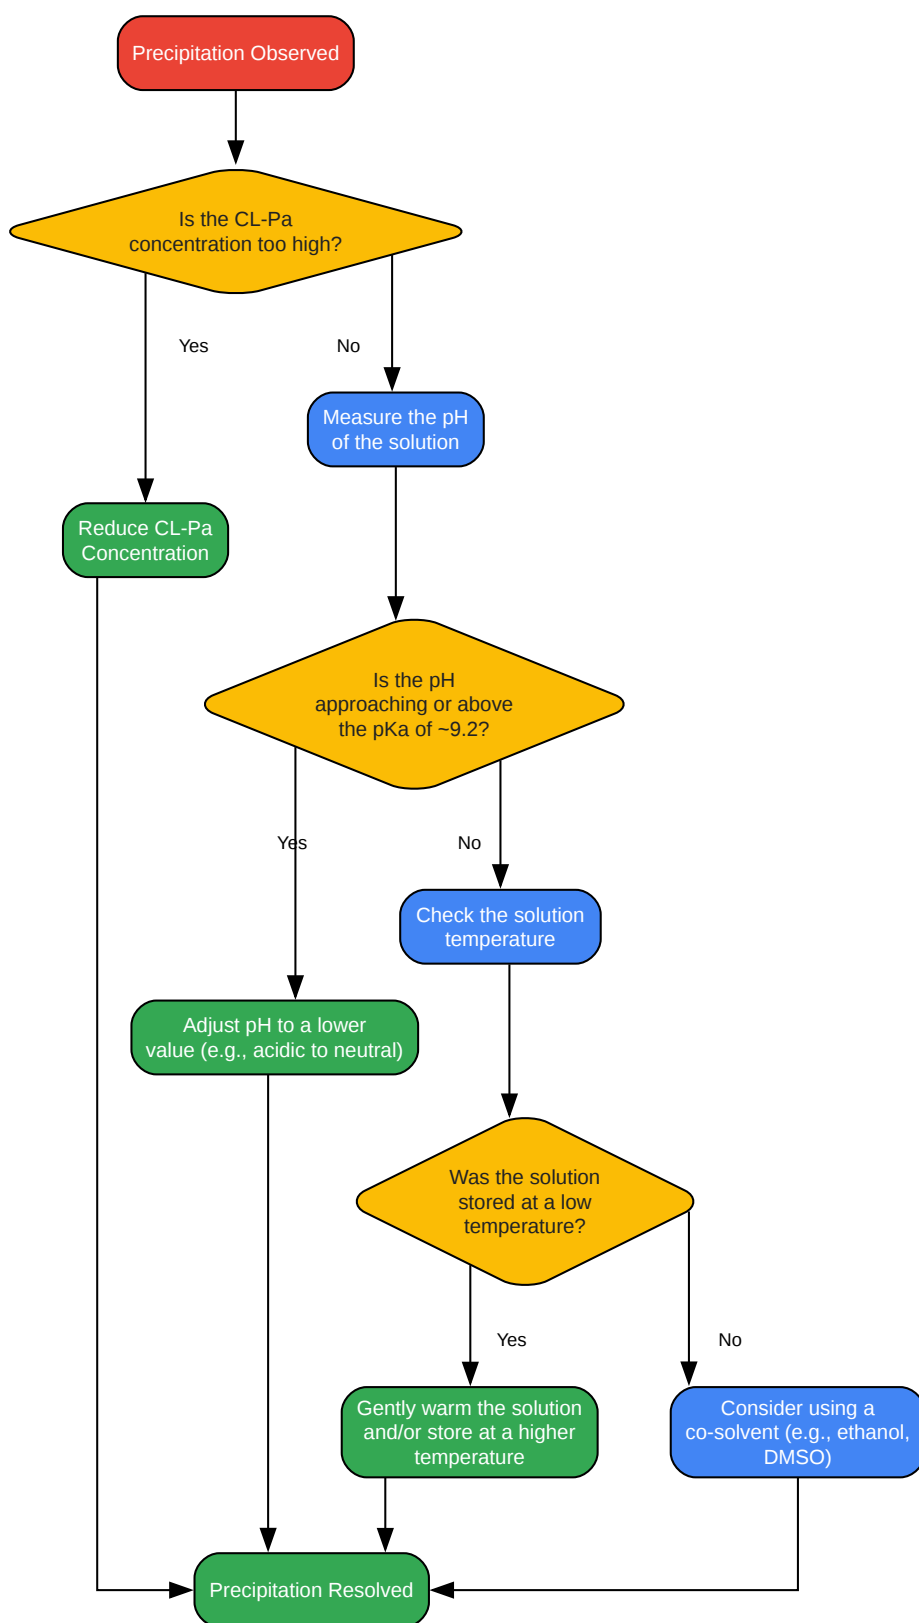 Precipitation Observed
Is the CL-Pa
concentration too high?
Yes
No
Measure the pH
of the solution
Reduce CL-Pa
Concentration
Is the pH
approaching or above
the pKa of ~9.2?
Yes
No
Check the solution
temperature
Adjust pH to a lower
value (e.g., acidic to neutral)
Was the solution
stored at a low
temperature?
Yes
No
Gently warm the solution
and/or store at a higher
temperature
Consider using a
co-solvent (e.g., ethanol,
DMSO)
Precipitation Resolved